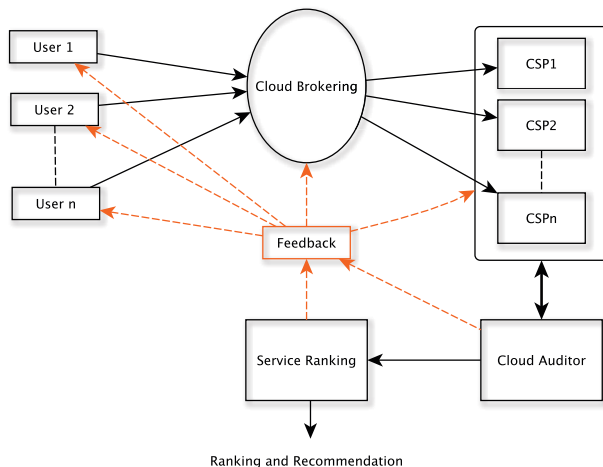 User 1
User 2
User n
Cloud Brokering
CSP1
CSP2
CSPn
Feedback
Service Ranking
Cloud Auditor
Ranking and Recommendation